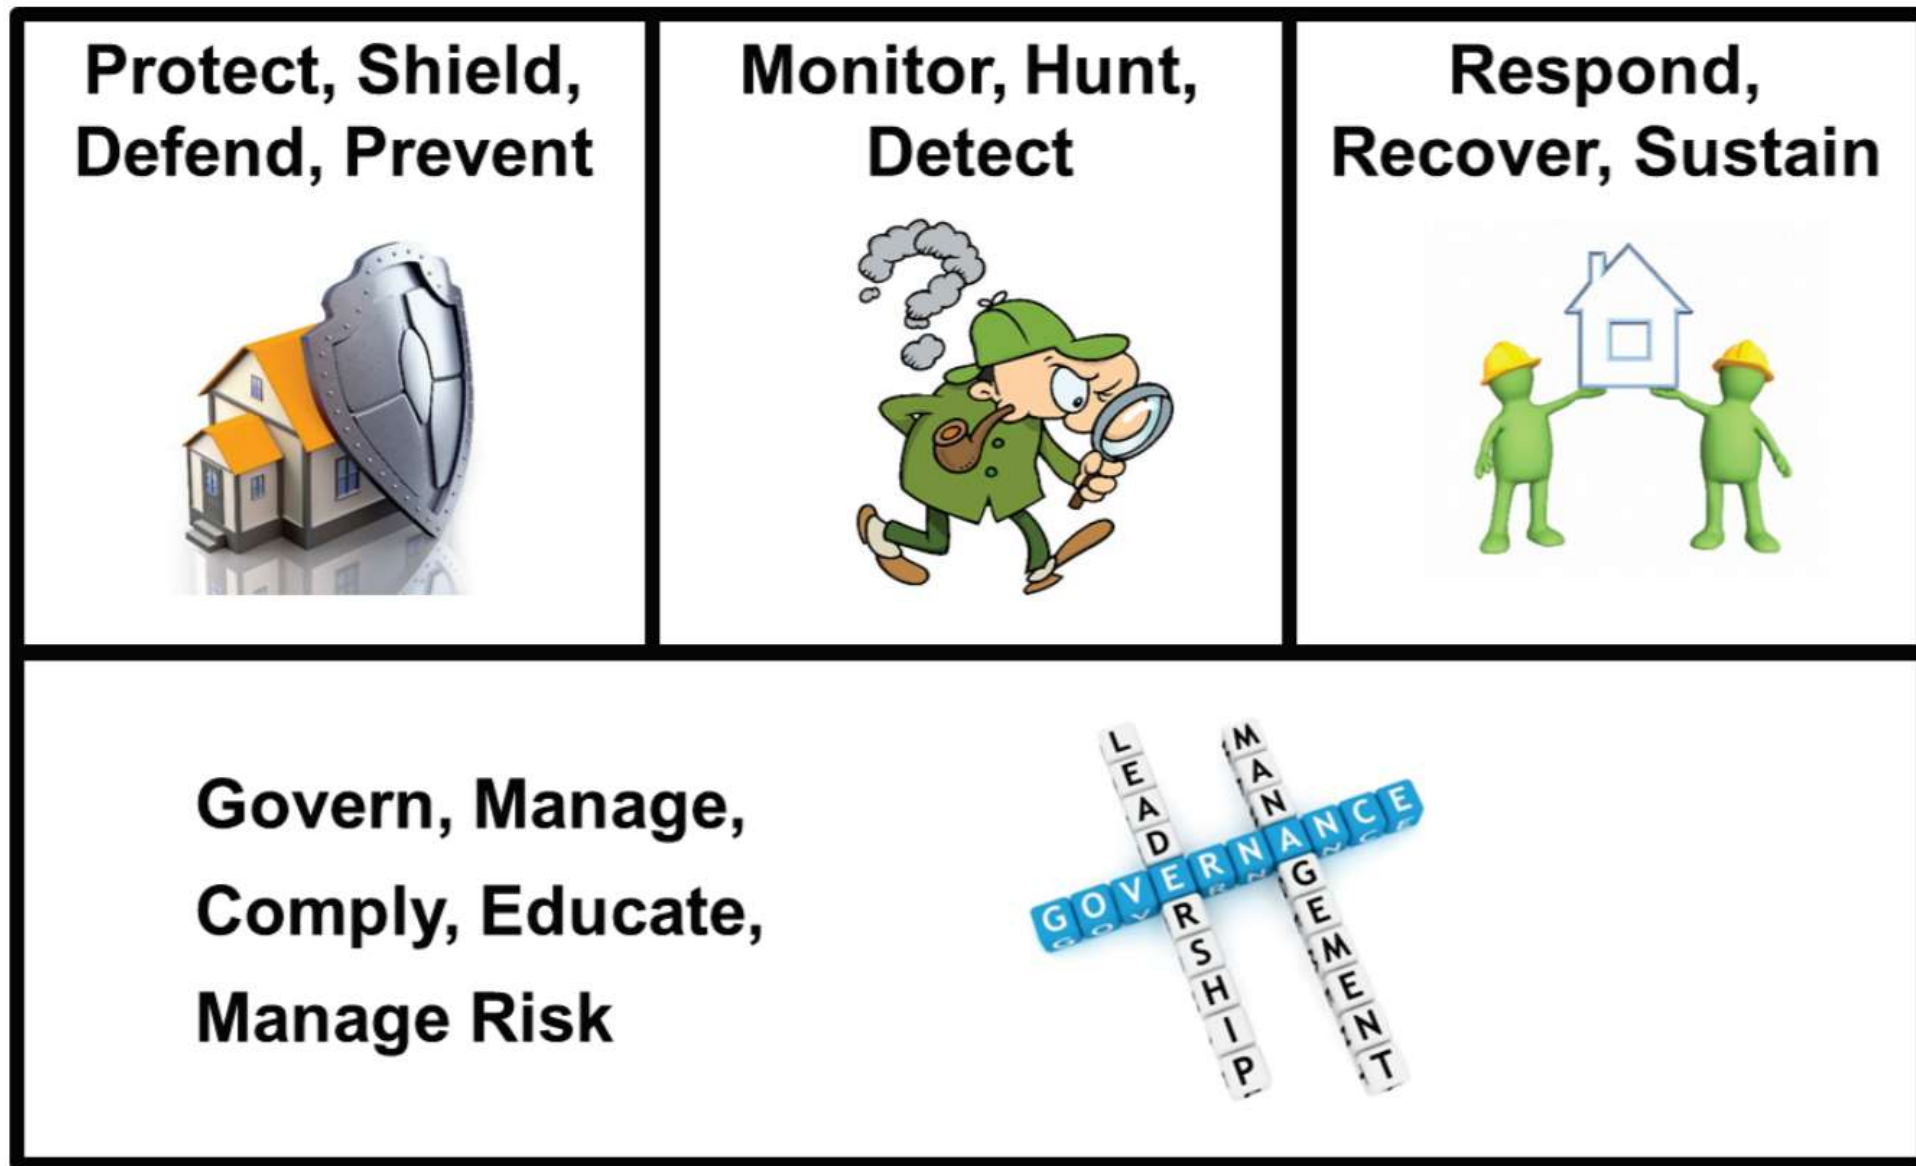 Protect, Shield,
Defend, Prevent
Monitor, Hunt,
Detect
Respond,
Recover, Sustain
Govern, Manage,
Comply, Educate,
Manage Risk
LEADERSHIP
MANAGEMENT
GOVERNANCE